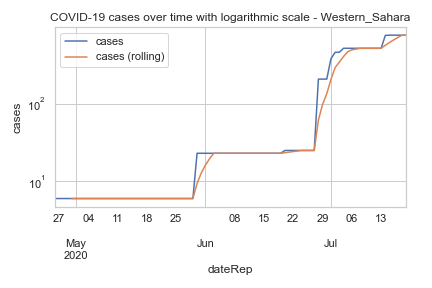 COVID-19 cases over time with logarithmic scale - Western_Sahara
cases
cases (rolling)
cases
10²
10¹
27 04 11 18 25 08 15 22 29 06 13
May Jun Jul
2020
dateRep